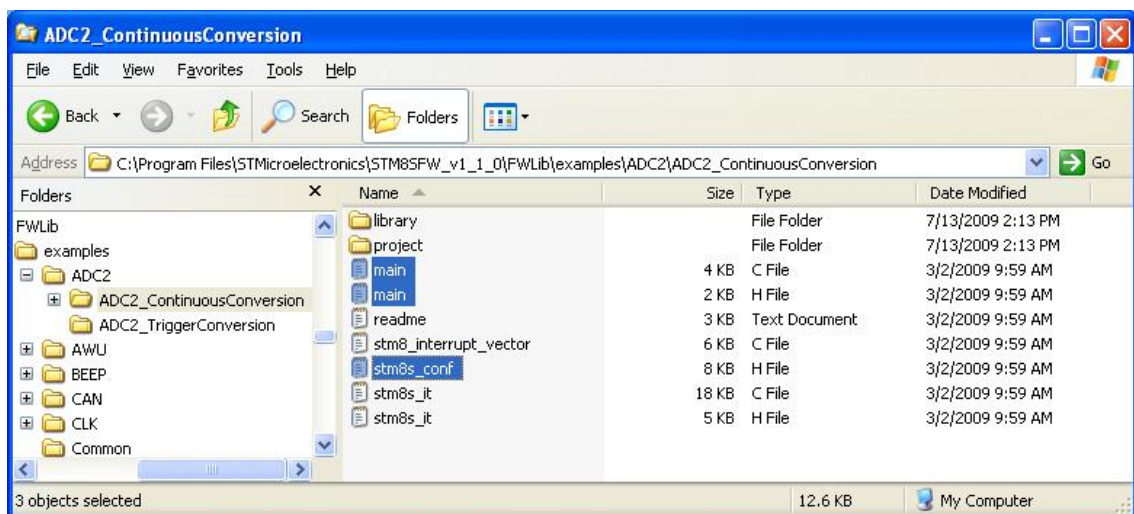 ADC2_ContinuousConversion
File Edit View Favorites Tools Help
Back Search Folders
Address C:\Program Files\STMicroelectronics\STM8SFW_v1_1_0\FWLib\examples\ADC2\ADC2_ContinuousConversion Go
Folders x Name Size Type Date Modified
FWLib
examples
ADC2
ADC2_ContinuousConversion
ADC2_TriggerConversion
AWU
BEEP
CAN
CLK
Common
library File Folder 7/13/2009 2:13 PM
project File Folder 7/13/2009 2:13 PM
main 4 KB C File 3/2/2009 9:59 AM
main 2 KB H File 3/2/2009 9:59 AM
readme 3 KB Text Document 3/2/2009 9:59 AM
stm8_interrupt_vector 6 KB C File 3/2/2009 9:59 AM
stm8s_conf 8 KB H File 3/2/2009 9:59 AM
stm8s_it 18 KB C File 3/2/2009 9:59 AM
stm8s_it 5 KB H File 3/2/2009 9:59 AM
3 objects selected 12.6 KB My Computer